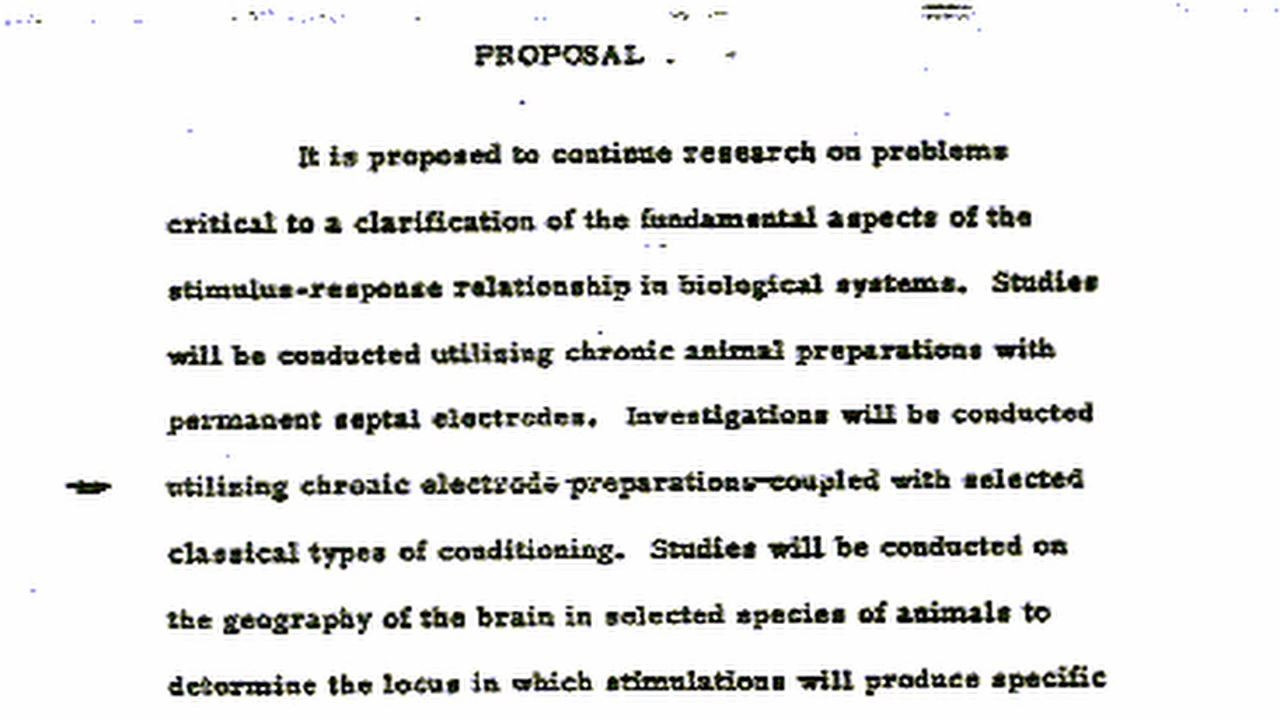 PROPOSAL .
It is proposed to continue research on problems
critical to a clarification of the fundamental aspects of the
stimulus-response relationship in biological systems. Studies
will be conducted utilizing chronic animal preparations with
permanent septal electrodes. Investigations will be conducted
utilizing chronic electrode preparations coupled with selected
classical types of conditioning. Studies will be conducted on
the geography of the brain in selected species of animals to
determine the locus in which stimulations will produce specific